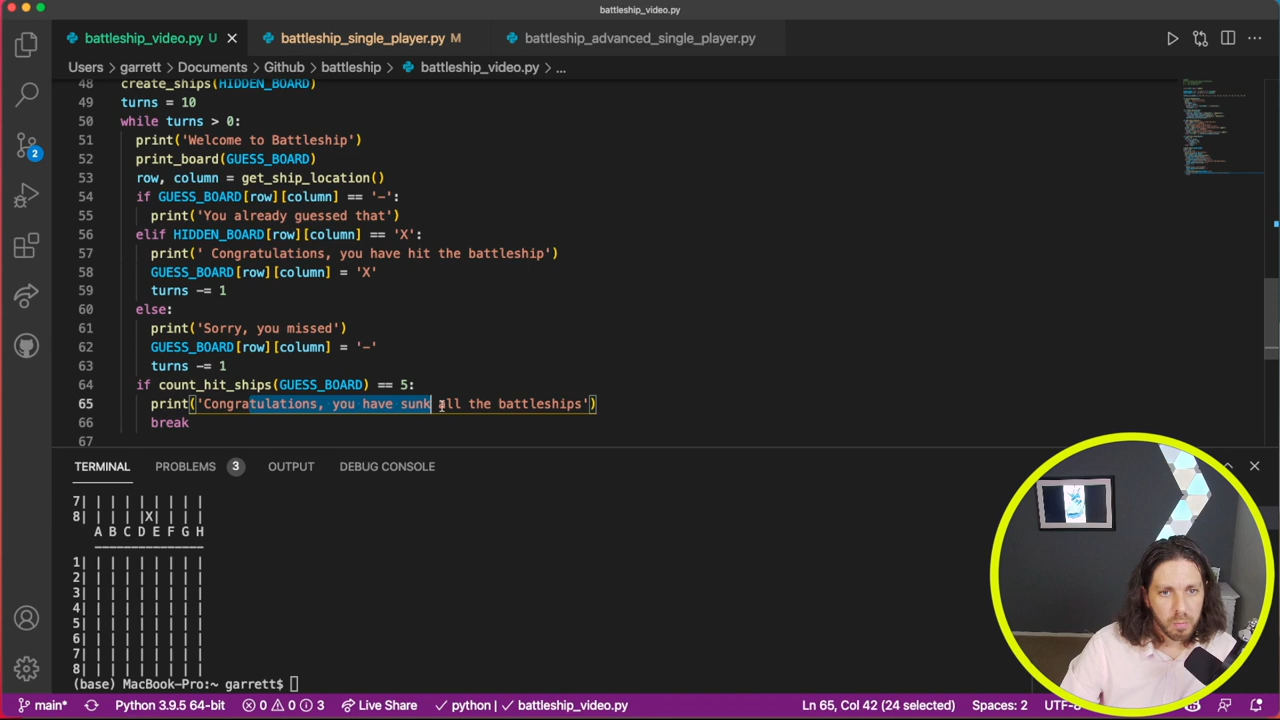 battleship_video.py
battleship_video.py U
battleship_single_player.py M
battleship_advanced_single_player.py
Users > garrett > Documents > Github > battleship > battleship_video.py > ...
48 create_ships(HIDDEN_BOARD)
49 turns = 10
50 while turns > 0:
51 print('Welcome to Battleship')
52 print_board(GUESS_BOARD)
53 row, column = get_ship_location()
54 if GUESS_BOARD[row][column] == '-':
55 print('You already guessed that')
56 elif HIDDEN_BOARD[row][column] == 'X':
57 print(' Congratulations, you have hit the battleship')
58 GUESS_BOARD[row][column] = 'X'
59 turns -= 1
60 else:
61 print('Sorry, you missed')
62 GUESS_BOARD[row][column] = '-'
63 turns -= 1
64 if count_hit_ships(GUESS_BOARD) == 5:
65 print('Congratulations, you have sunk all the battleships')
66 break
67
2
TERMINAL PROBLEMS 3 OUTPUT DEBUG CONSOLE
7| | | | | | | | |
8| | | | |X| | | |
A B C D E F G H
---------------
1| | | | | | | | |
2| | | | | | | | |
3| | | | | | | | |
4| | | | | | | | |
5| | | | | | | | |
6| | | | | | | | |
7| | | | | | | | |
8| | | | | | | | |
(base) MacBook-Pro:~ garrett$
main* Python 3.9.5 64-bit 0 0 3 Live Share python | battleship_video.py Ln 65, Col 42 (24 selected) Spaces: 2